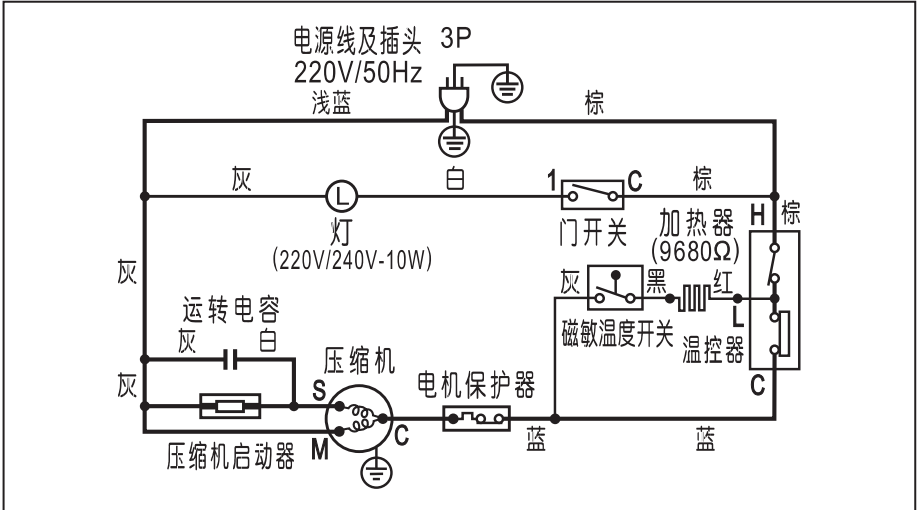 电源线及插头 3P
220V/50Hz
浅蓝
棕
灰
白
1
C
棕
L
灯
(220V/240V-10W)
门开关
加热器
(9680Ω)
H
棕
灰
灰
黑
红
磁敏温度开关
L
温控器
运转电容
灰
白
压缩机
电机保护器
C
灰
S
M
C
压缩机启动器
蓝
蓝